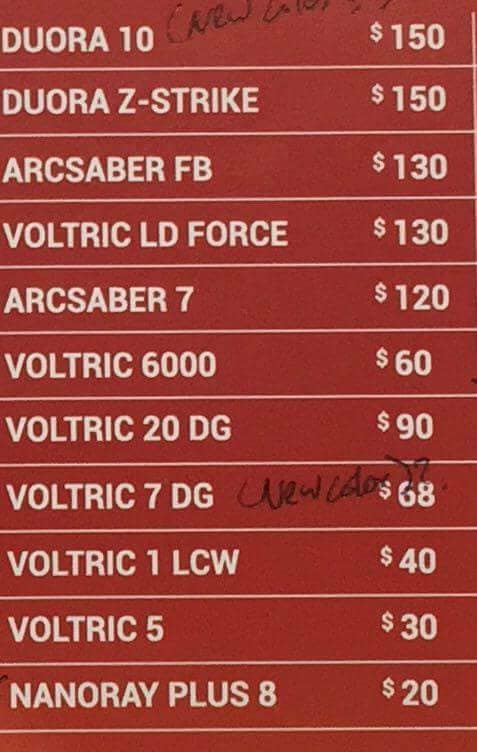 DUORA 10 (New Color $ 150
DUORA Z-STRIKE $ 150
ARCSABER FB $ 130
VOLTRIC LD FORCE $ 130
ARCSABER 7 $ 120
VOLTRIC 6000 $ 60
VOLTRIC 20 DG $ 90
VOLTRIC 7 DG (New color)?. $ 68
VOLTRIC 1 LCW $ 40
VOLTRIC 5 $ 30
NANORAY PLUS 8 $ 20